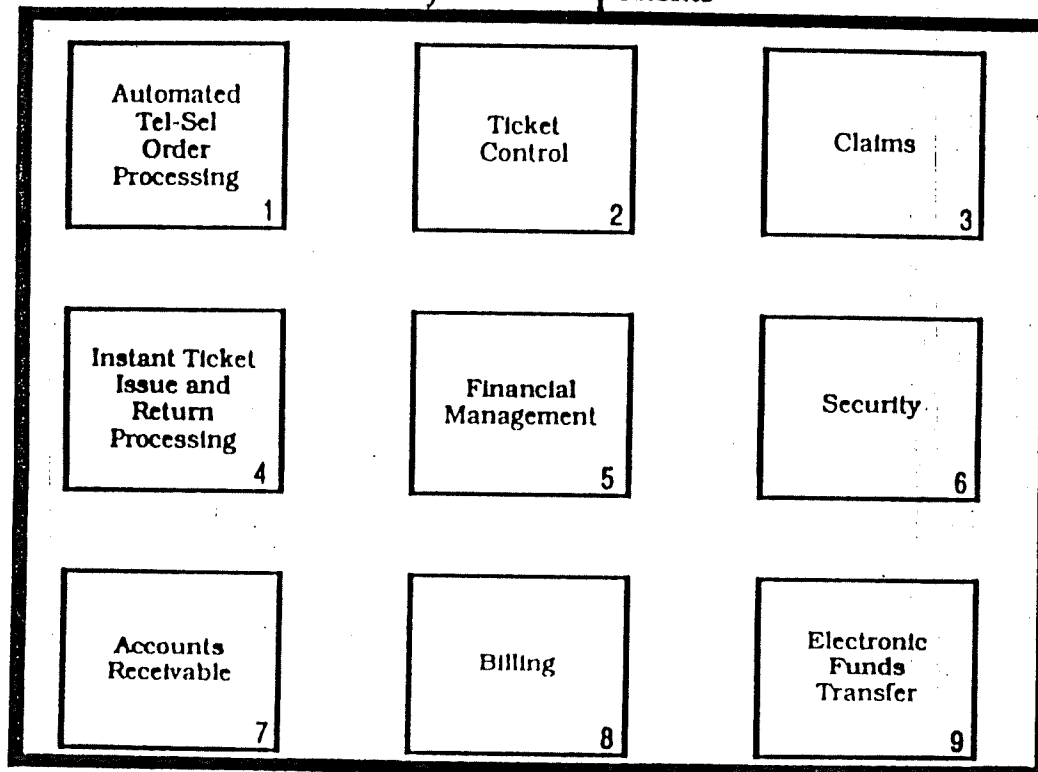 Automated
Tel-Sel
Order
Processing
1
Ticket
Control
2
Claims
3
Instant Ticket
Issue and
Return
Processing
4
Financial
Management
5
Security
6
Accounts
Receivable
7
Billing
8
Electronic
Funds
Transfer
9